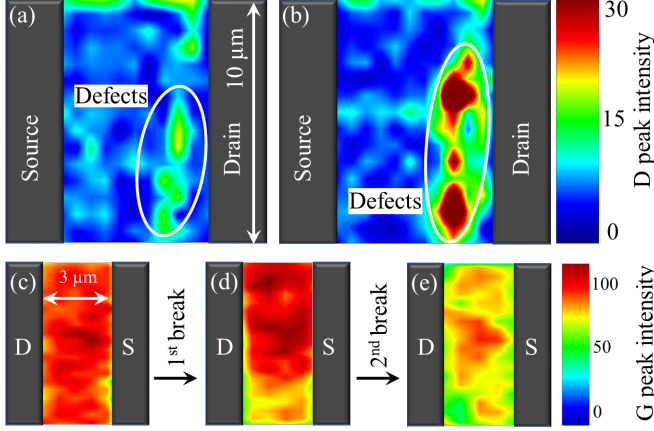 (a)
Source
Defects
10 µm
Drain
(b)
Source
Defects
Drain
30
15
0
D peak intensity
(c)
3 µm
D
S
1st break
(d)
D
S
2nd break
(e)
D
S
100
50
0
G peak intensity